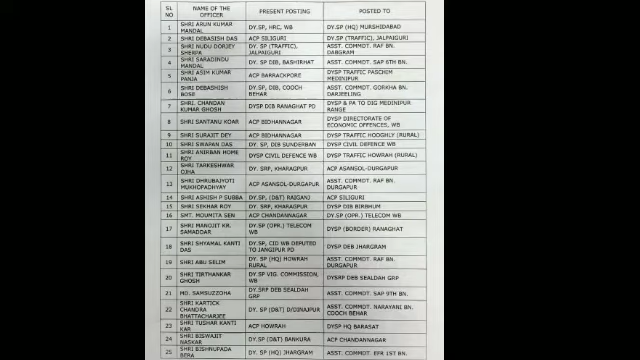 SL NO NAME OF THE OFFICER PRESENT POSTING POSTED TO
1 SHRI ARUN KUMAR MANDAL DY.SP, HRC, WB DY.SP (HQ) MURSHIDABAD
2 SHRI DEBASISH DAS ACP SILIGURI DY.SP (TRAFFIC), JALPAIGURI
3 SHRI NUDU DORJEY SHERPA DY. SP (TRAFFIC), JALPAIGURI ASST. COMMDT. RAF BN. DABGRAM
4 SHRI SARADINDU MANDAL DY. SP DIB, BASHIRHAT ASST. COMMDT. SAP 6TH BN.
5 SHRI ASIM KUMAR PANJA ACP BARRACKPORE DYSP TRAFFIC PASCHIM MEDINIPUR
6 SHRI DEBASHISH BOSE DY.SP, DIB, COOCH BEHAR ASST. COMMDT. GORKHA BN. DARJEELING
7 SHRI. CHANDAN KUMAR GHOSH DYSP DIB RANAGHAT PD DYSP & PA TO DIG MEDINIPUR RANGE
8 SHRI SANTANU KOAR ACP BIDHANNAGAR DYSP DIRECTORATE OF ECONOMIC OFFENCES, WB
9 SHRI SURAJIT DEY ACP BIDHANNAGAR DYSP TRAFFIC HOOGHLY (RURAL)
10 SHRI SWAPAN DAS DY. SP, DIB SUNDERBAN DYSP CIVIL DEFENCE WB
11 SHRI ANIRBAN HOME ROY DYSP CIVIL DEFENCE WB DYSP TRAFFIC HOWRAH (RURAL)
12 SHRI TARKESHWAR OJHA DY. SRP, KHARAGPUR ACP ASANSOL-DURGAPUR
13 SHRI DHRUBAJYOTI MUKHOPADHYAY ACP ASANSOL-DURGAPUR ASST. COMMDT. RAF BN. DURGAPUR
14 SHRI ASHISH P SUBBA DY.SP, (D&T) RAIGANJ ACP SILIGURI
15 SHRI SEKHAR ROY DY. SRP, KHARAGPUR DYSP DIB BIRBHUM
16 SMT. MOUMITA SEN ACP CHANDANNAGAR DY.SP (OPR.) TELECOM WB
17 SHRI MANOJIT KR. SAMADDAR DY.SP (OPR.) TELECOM WB DYSP (BORDER) RANAGHAT
18 SHRI SHYAMAL KANTI DAS DY.SP, CID WB DEPUTED TO JANGIPUR PD DYSP DEB JHARGRAM
19 SHRI ABU SELIM DY. SP (HQ) HOWRAH RURAL ASST. COMMDT. RAF BN. DURGAPUR
20 SHRI TIRTHANKAR GHOSH DY.SP VIG. COMMISSION, WB DYSRP DEB SEALDAH GRP
21 MD. SAMSUZZOHA DY.SRP DEB SEALDAH GRP ASST. COMMDT. SAP 9TH BN.
22 SHRI KARTICK CHANDRA BHATTACHARJEE DY. SP (D&T) D/DINAJPUR ASST. COMMDT. NARAYANI BN. COOCH BEHAR
23 SHRI TUSHAR KANTI KAR ACP HOWRAH DYSP HQ BARASAT
24 SHRI BISWAJIT NASKAR DY. SP (D&T) BANKURA ACP CHANDANNAGAR
25 SHRI BISHNUPADA BERA DY. SP (HQ) JHARGRAM ASST. COMMDT. EFR 1ST BN.